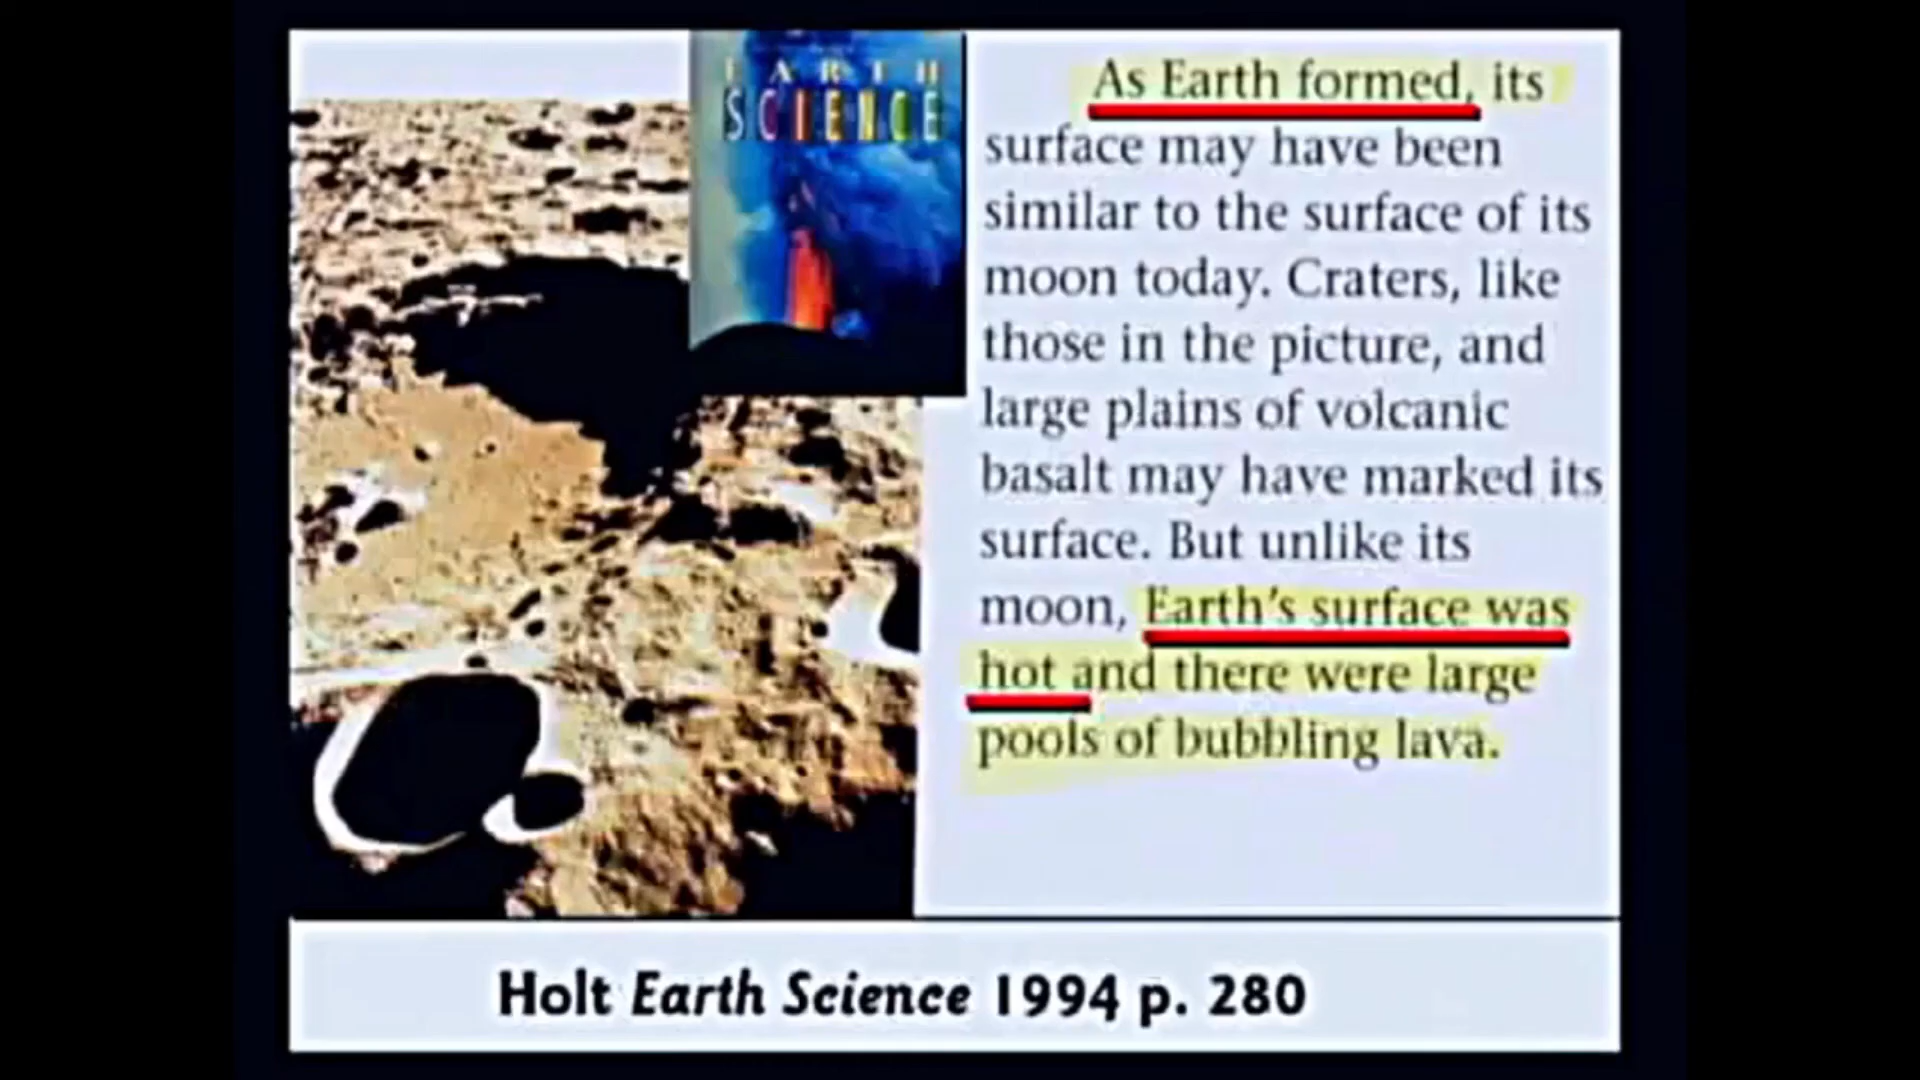 EARTH
SCIENCE
As Earth formed, its
surface may have been
similar to the surface of its
moon today. Craters, like
those in the picture, and
large plains of volcanic
basalt may have marked its
surface. But unlike its
moon, Earth's surface was
hot and there were large
pools of bubbling lava.
Holt Earth Science 1994 p. 280